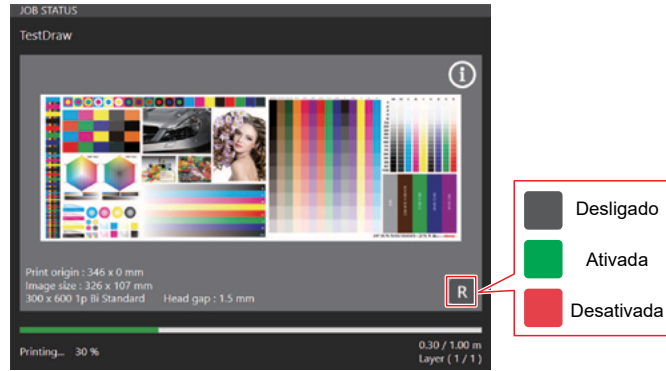 JOB STATUS
TestDraw
i
Print origin : 346 x 0 mm
Image size : 326 x 107 mm
300 x 600 1p Bi Standard Head gap : 1.5 mm
R
Printing... 30 %
0.30 / 1.00 m
Layer ( 1 / 1 )
Desligado
Ativada
Desativada